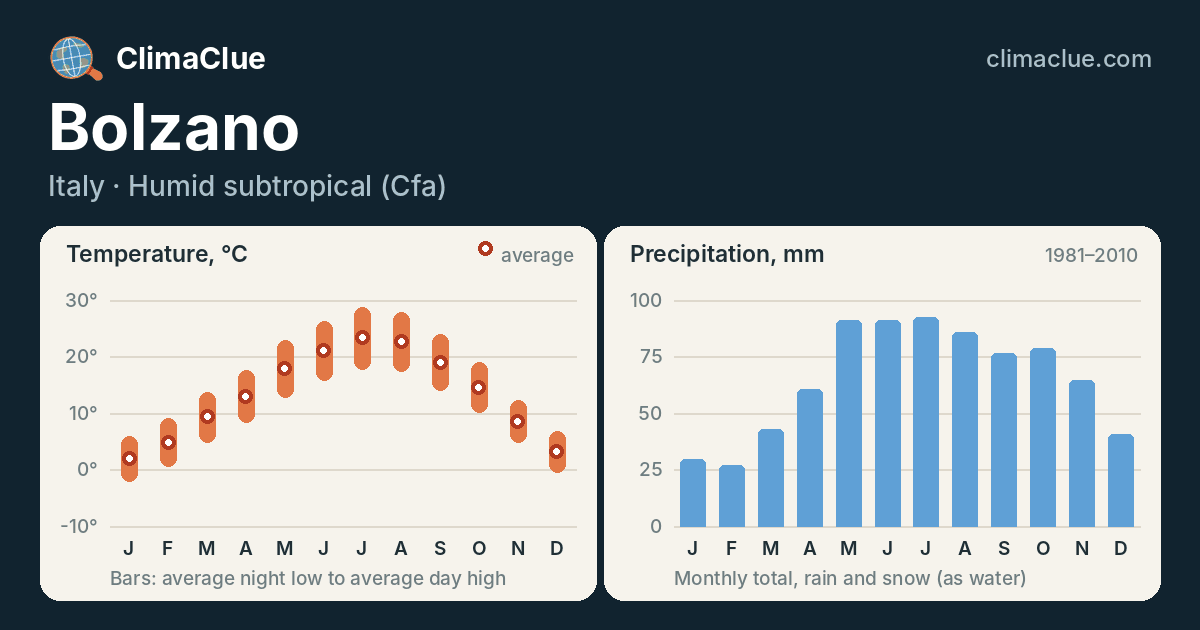 ClimaClue
climaclue.com
Bolzano
Italy · Humid subtropical (Cfa)
Temperature, °C
average
30°
20°
10°
0°
-10°
J F M A M J J A S O N D
Bars: average night low to average day high
Precipitation, mm
1981–2010
100
75
50
25
0
J F M A M J J A S O N D
Monthly total, rain and snow (as water)